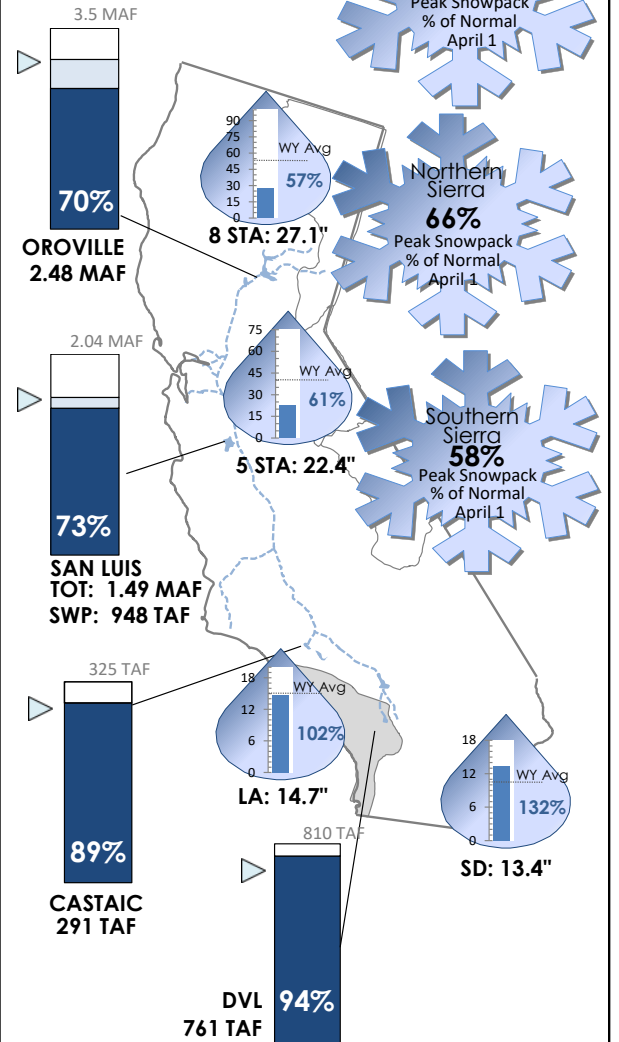 Peak Snowpack
% of Normal
April 1
3.5 MAF
70%
OROVILLE
2.48 MAF
90
75
60
45
30
15
0
WY Avg
57%
8 STA: 27.1"
Northern
Sierra
66%
Peak Snowpack
% of Normal
April 1
2.04 MAF
73%
SAN LUIS
TOT: 1.49 MAF
SWP: 948 TAF
75
60
45
30
15
0
WY Avg
61%
5 STA: 22.4"
Southern
Sierra
58%
Peak Snowpack
% of Normal
April 1
325 TAF
89%
CASTAIC
291 TAF
18
12
6
0
WY Avg
102%
LA: 14.7"
18
12
6
0
WY Avg
132%
SD: 13.4"
810 TAF
94%
DVL
761 TAF